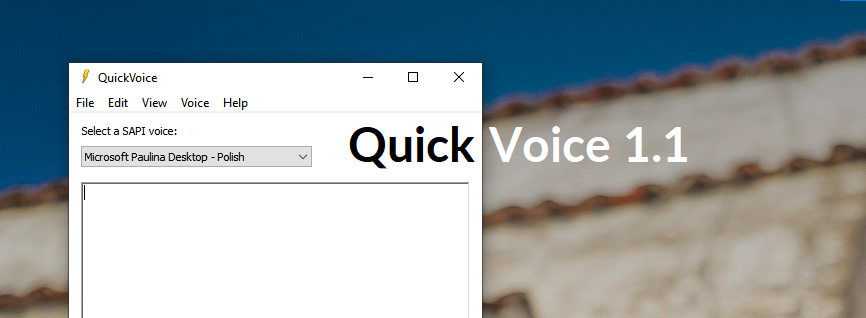 QuickVoice
File Edit View Voice Help
Select a SAPI voice:
Quick Voice 1.1
Microsoft Paulina Desktop - Polish